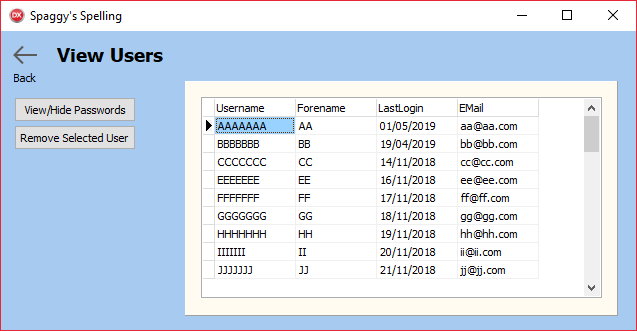 DX Spaggy's Spelling
View Users
Back
View/Hide Passwords
Remove Selected User
Username Forename LastLogin EMail
AAAAAAA AA 01/05/2019 aa@aa.com
BBBBBBB BB 19/04/2019 bb@bb.com
CCCCCCC CC 14/11/2018 cc@cc.com
EEEEEEE EE 16/11/2018 ee@ee.com
FFFFFFF FF 17/11/2018 ff@ff.com
GGGGGGG GG 18/11/2018 gg@gg.com
HHHHHHH HH 19/11/2018 hh@hh.com
IIIIIII II 20/11/2018 ii@ii.com
JJJJJJJ JJ 21/11/2018 jj@jj.com